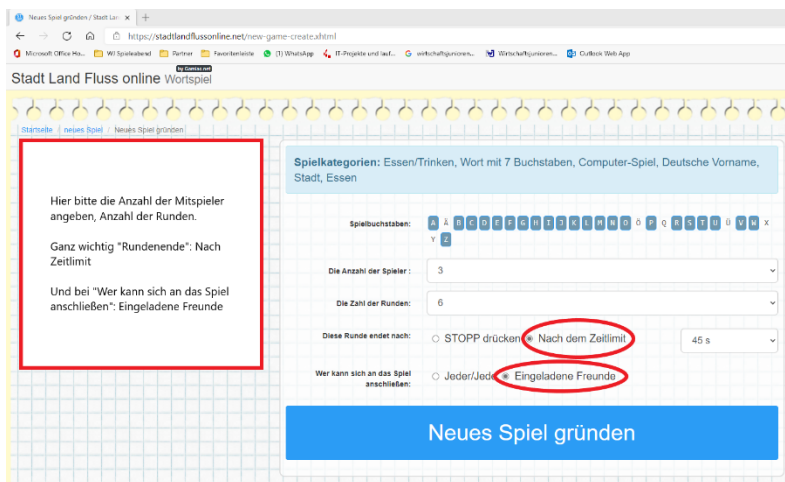 Neues Spiel gründen / Stadt Lan
https://stadtlandflussonline.net/new-game-create.xhtml
Microsoft Office Ho... WJ Spieleabend Partner Favoritenleiste (1) WhatsApp IT-Projekte und lauf... wirtschaftsjunioren... Wirtschaftsjunioren... Outlook Web App
by Gamiss.net
Stadt Land Fluss online Wortspiel
Startseite / neues Spiel / Neues Spiel gründen
Hier bitte die Anzahl der Mitspieler
angeben, Anzahl der Runden.
Ganz wichtig "Rundenende": Nach
Zeitlimit
Und bei "Wer kann sich an das Spiel
anschließen": Eingeladene Freunde
Spielkategorien: Essen/Trinken, Wort mit 7 Buchstaben, Computer-Spiel, Deutsche Vorname,
Stadt, Essen
Spielbuchstaben: A Ä B C D E F G H I J K L M N O Ö P Q R S T U Ü V W X
Y Z
Die Anzahl der Spieler : 3
Die Zahl der Runden: 6
Diese Runde endet nach: STOPP drücken Nach dem Zeitlimit 45 s
Wer kann sich an das Spiel
anschließen: Jeder/Jede Eingeladene Freunde
Neues Spiel gründen